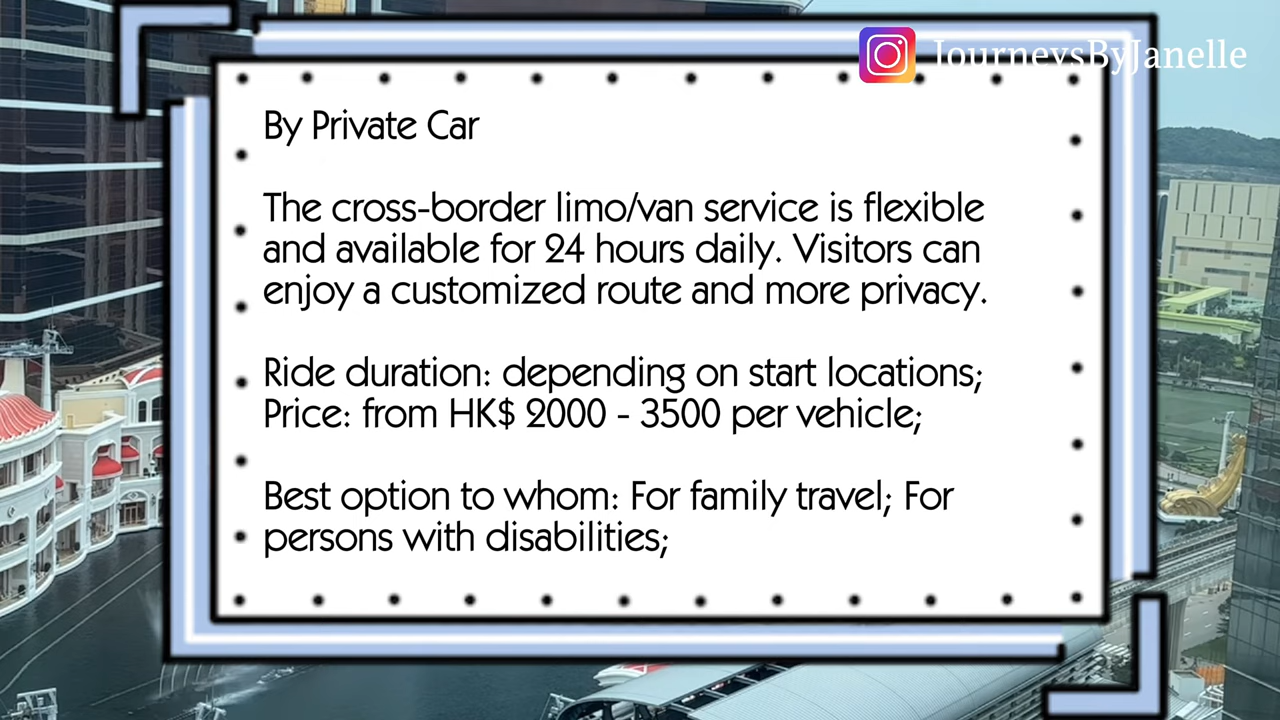 JourneysByJanelle
By Private Car
The cross-border limo/van service is flexible
and available for 24 hours daily. Visitors can
enjoy a customized route and more privacy.
Ride duration: depending on start locations;
Price: from HK$ 2000 - 3500 per vehicle;
Best option to whom: For family travel; For
persons with disabilities;